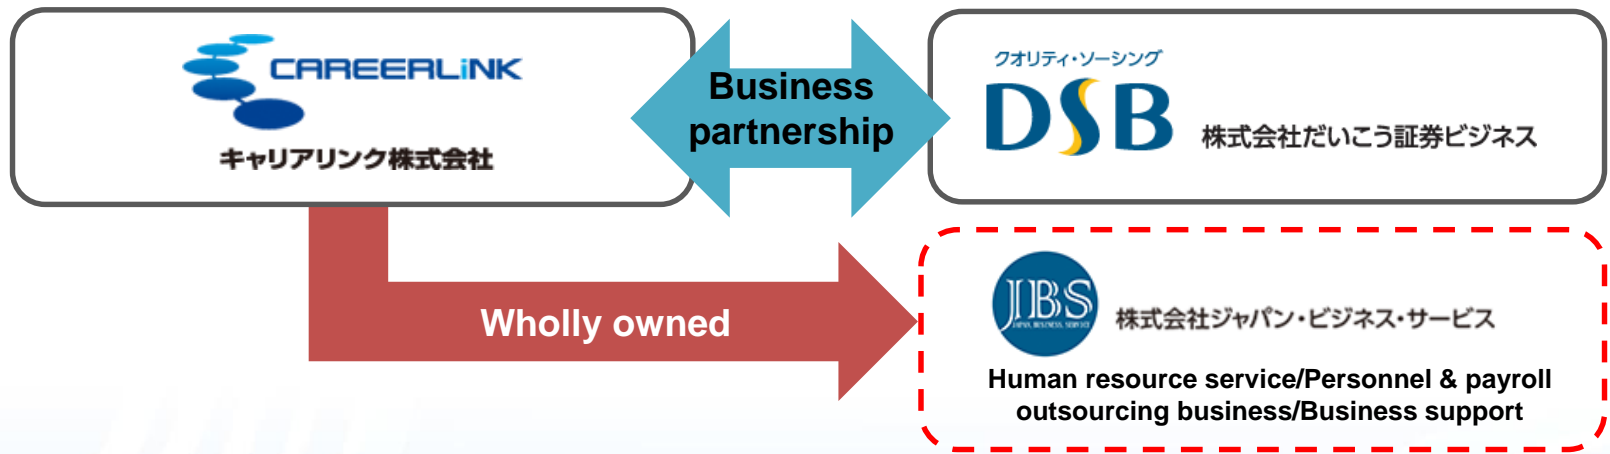 CAREERLiNK
キャリアリンク株式会社
Business
partnership
クオリティ・ソーシング
DSB
株式会社だいこう証券ビジネス
Wholly owned
JBS
JAPAN BUSINESS SERVICE
株式会社ジャパン・ビジネス・サービス
Human resource service/Personnel & payroll
outsourcing business/Business support